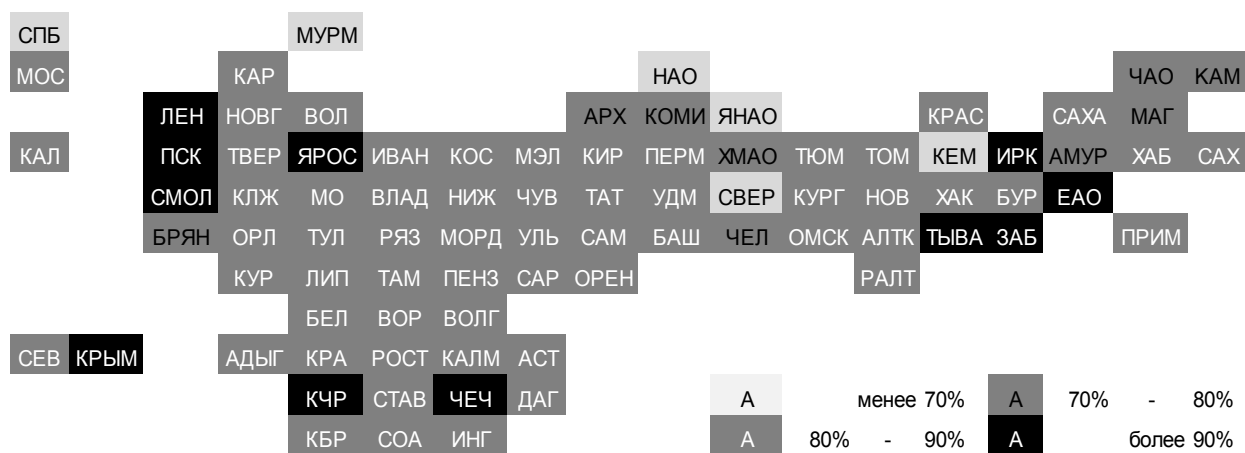 СПБ МУРМ
МОС КАР НАО ЧАО КАМ
ЛЕН НОВГ ВОЛ АРХ КОМИ ЯНАО КРАС САХА МАГ
КАЛ ПСК ТВЕР ЯРОС ИВАН КОС МЭЛ КИР ПЕРМ ХМАО ТЮМ ТОМ КЕМ ИРК АМУР ХАБ САХ
СМОЛ КЛЖ МО ВЛАД НИЖ ЧУВ ТАТ УДМ СВЕР КУРГ НОВ ХАК БУР ЕАО
БРЯН ОРЛ ТУЛ РЯЗ МОРД УЛЬ САМ БАШ ЧЕЛ ОМСК АЛТК ТЫВА ЗАБ ПРИМ
КУР ЛИП ТАМ ПЕНЗ САР ОРЕН РАЛТ
БЕЛ ВОР ВОЛГ
СЕВ КРЫМ АДЫГ КРА РОСТ КАЛМ АСТ
КЧР СТАВ ЧЕЧ ДАГ А менее 70% А 70% - 80%
КБР СОА ИНГ А 80% - 90% А более 90%